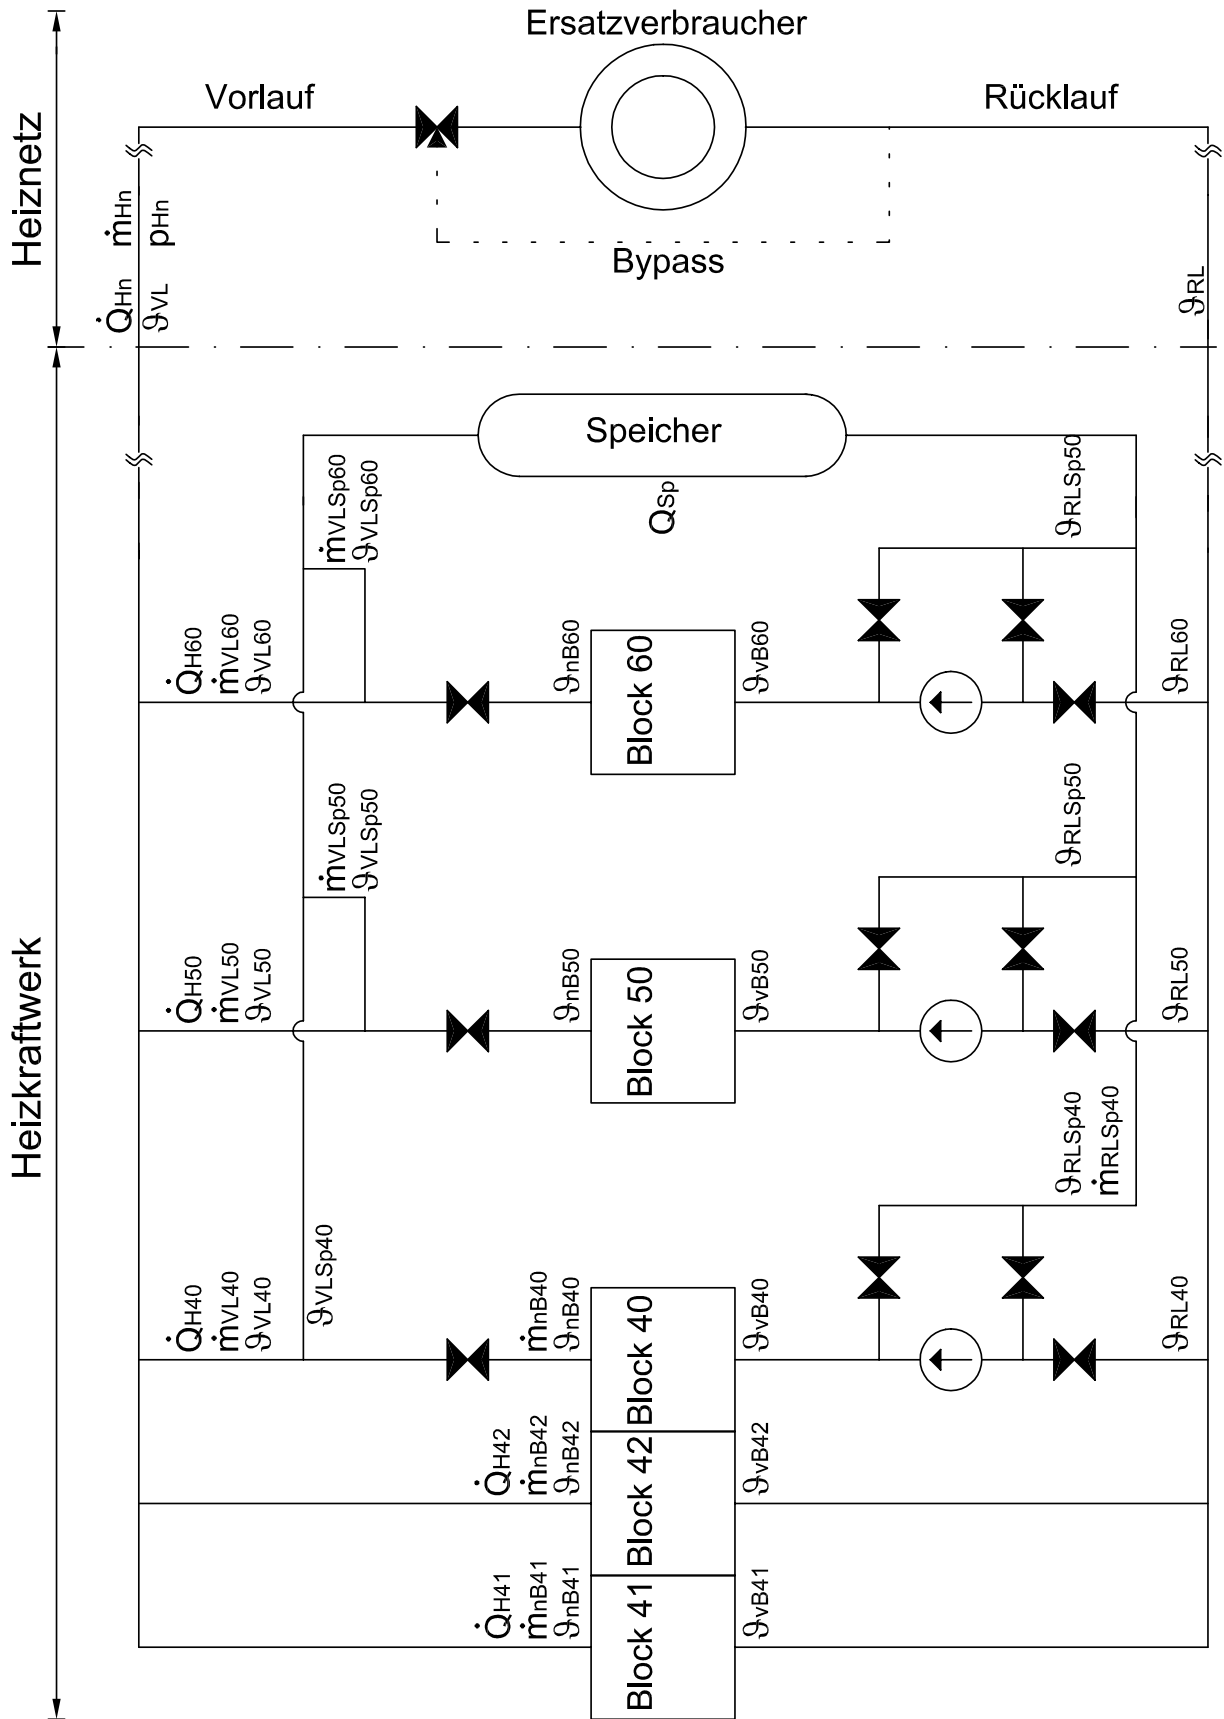 Ersatzverbraucher
Vorlauf
Rücklauf
Bypass
Heiznetz
Q̇Hn ṁHn
ϑVL pHn
ϑRL
Heizkraftwerk
Speicher
QSp
ṁVLSp60
ϑVLSp60
ϑRLSp50
Q̇H60
ṁVL60
ϑVL60
ϑnB60
Block 60
ϑvB60
ϑRL60
ṁVLSp50
ϑVLSp50
ϑRLSp50
Q̇H50
ṁVL50
ϑVL50
ϑnB50
Block 50
ϑvB50
ϑRL50
ϑVLSp40
ϑRLSp40
ṁRLSp40
Q̇H40
ṁVL40
ϑVL40
ṁnB40
ϑnB40
Block 40
ϑvB40
ϑRL40
Q̇H42
ṁnB42
ϑnB42
Block 42
ϑvB42
Q̇H41
ṁnB41
ϑnB41
Block 41
ϑvB41